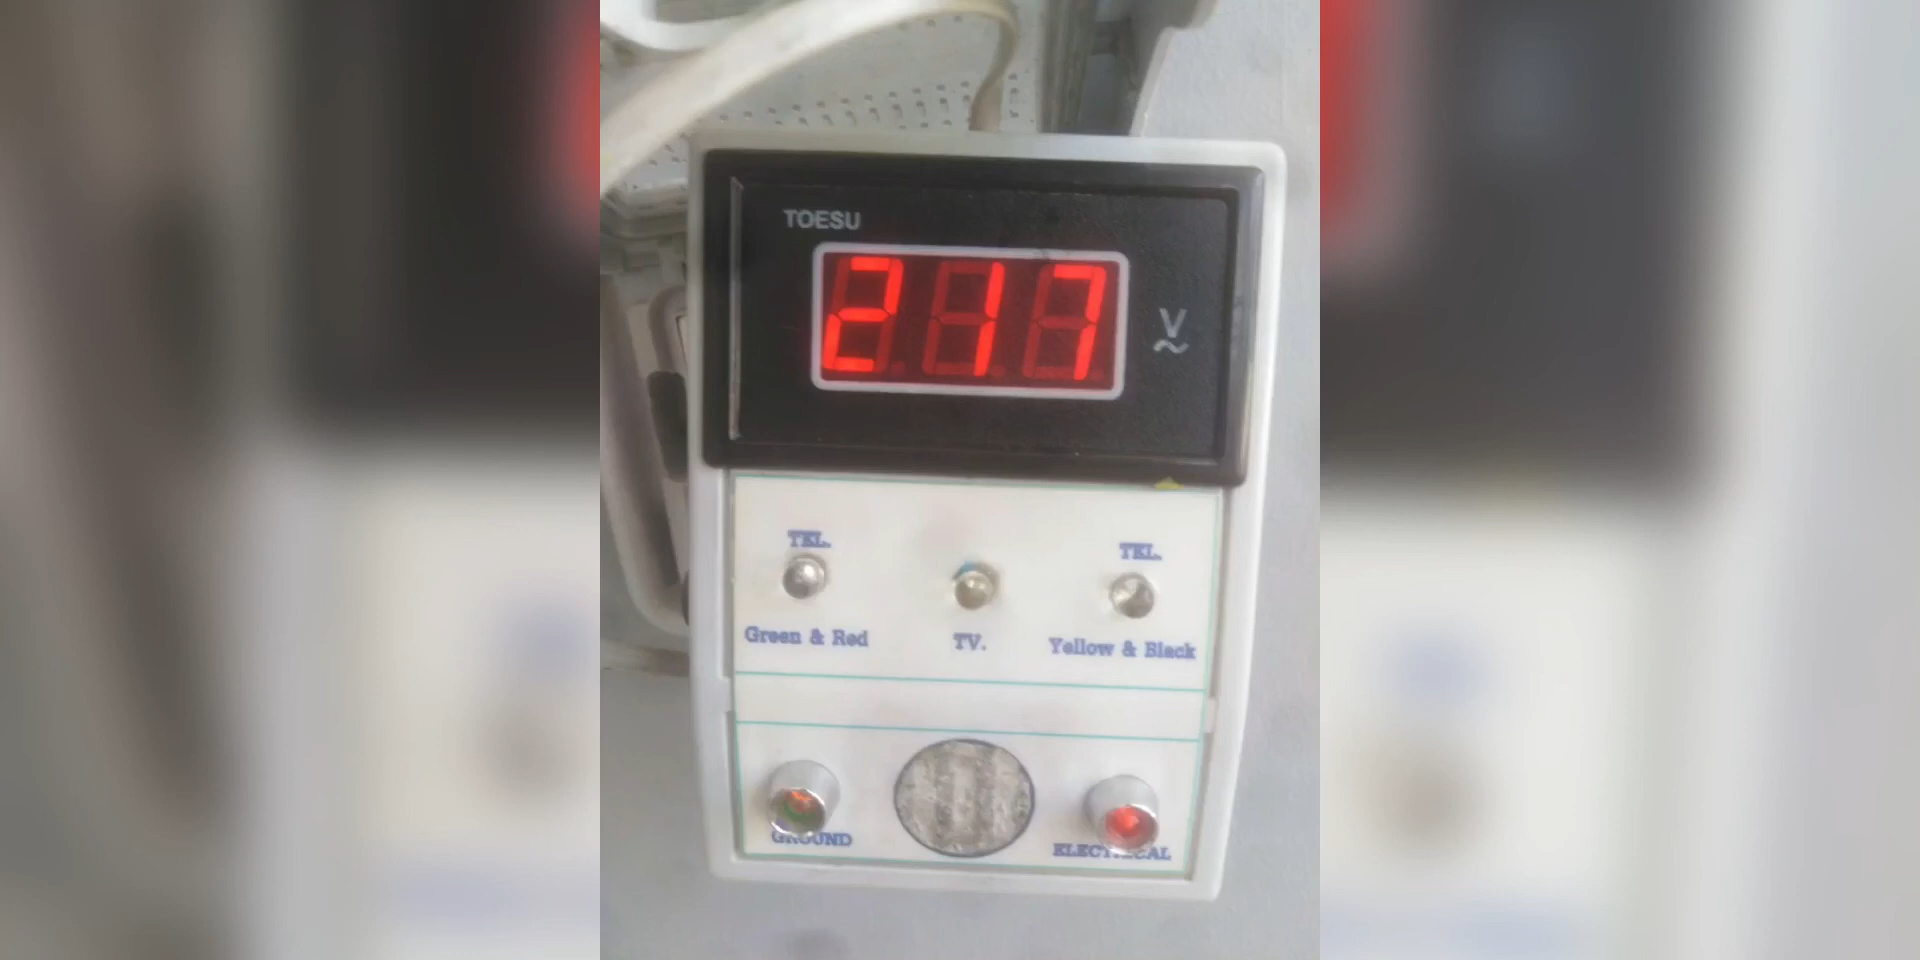 TOESU
217
V
TEL.
TEL.
Green & Red
TV.
Yellow & Black
GROUND
ELECTRICAL